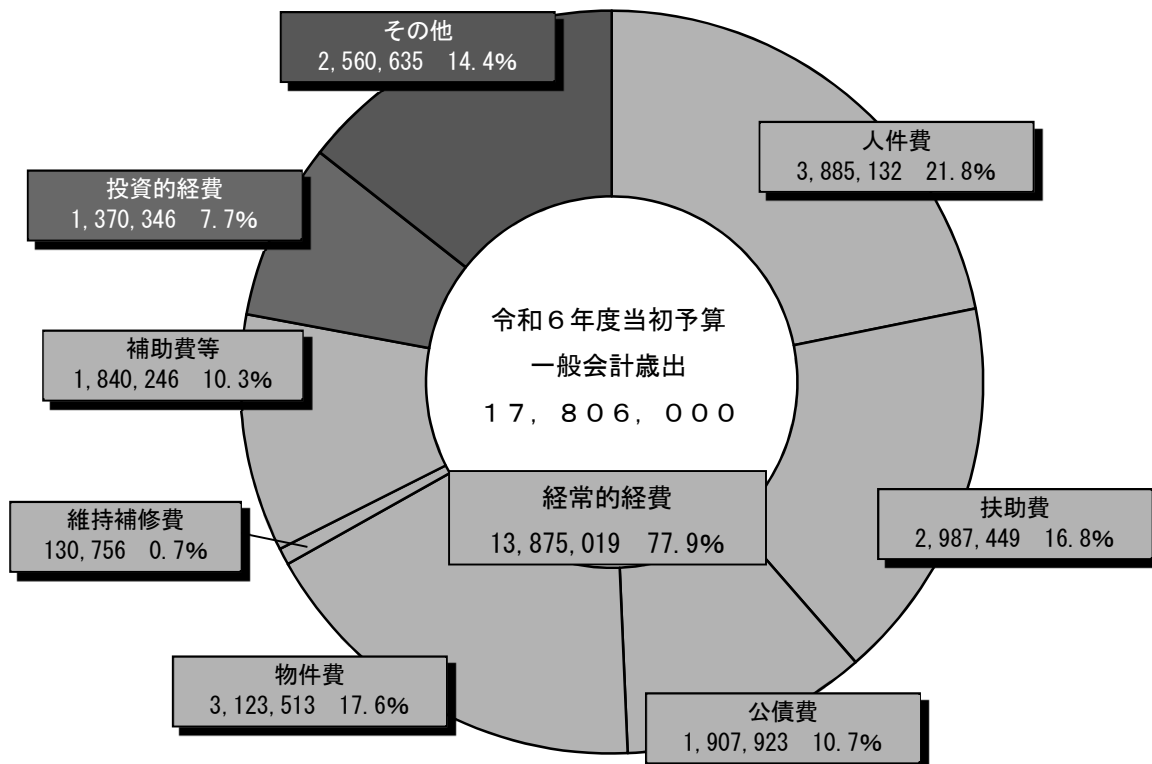 その他
2,560,635 14.4%
人件費
3,885,132 21.8%
投資的経費
1,370,346 7.7%
令和６年度当初予算
一般会計歳出
１７，８０６，０００
補助費等
1,840,246 10.3%
経常的経費
13,875,019 77.9%
扶助費
2,987,449 16.8%
維持補修費
130,756 0.7%
物件費
3,123,513 17.6%
公債費
1,907,923 10.7%